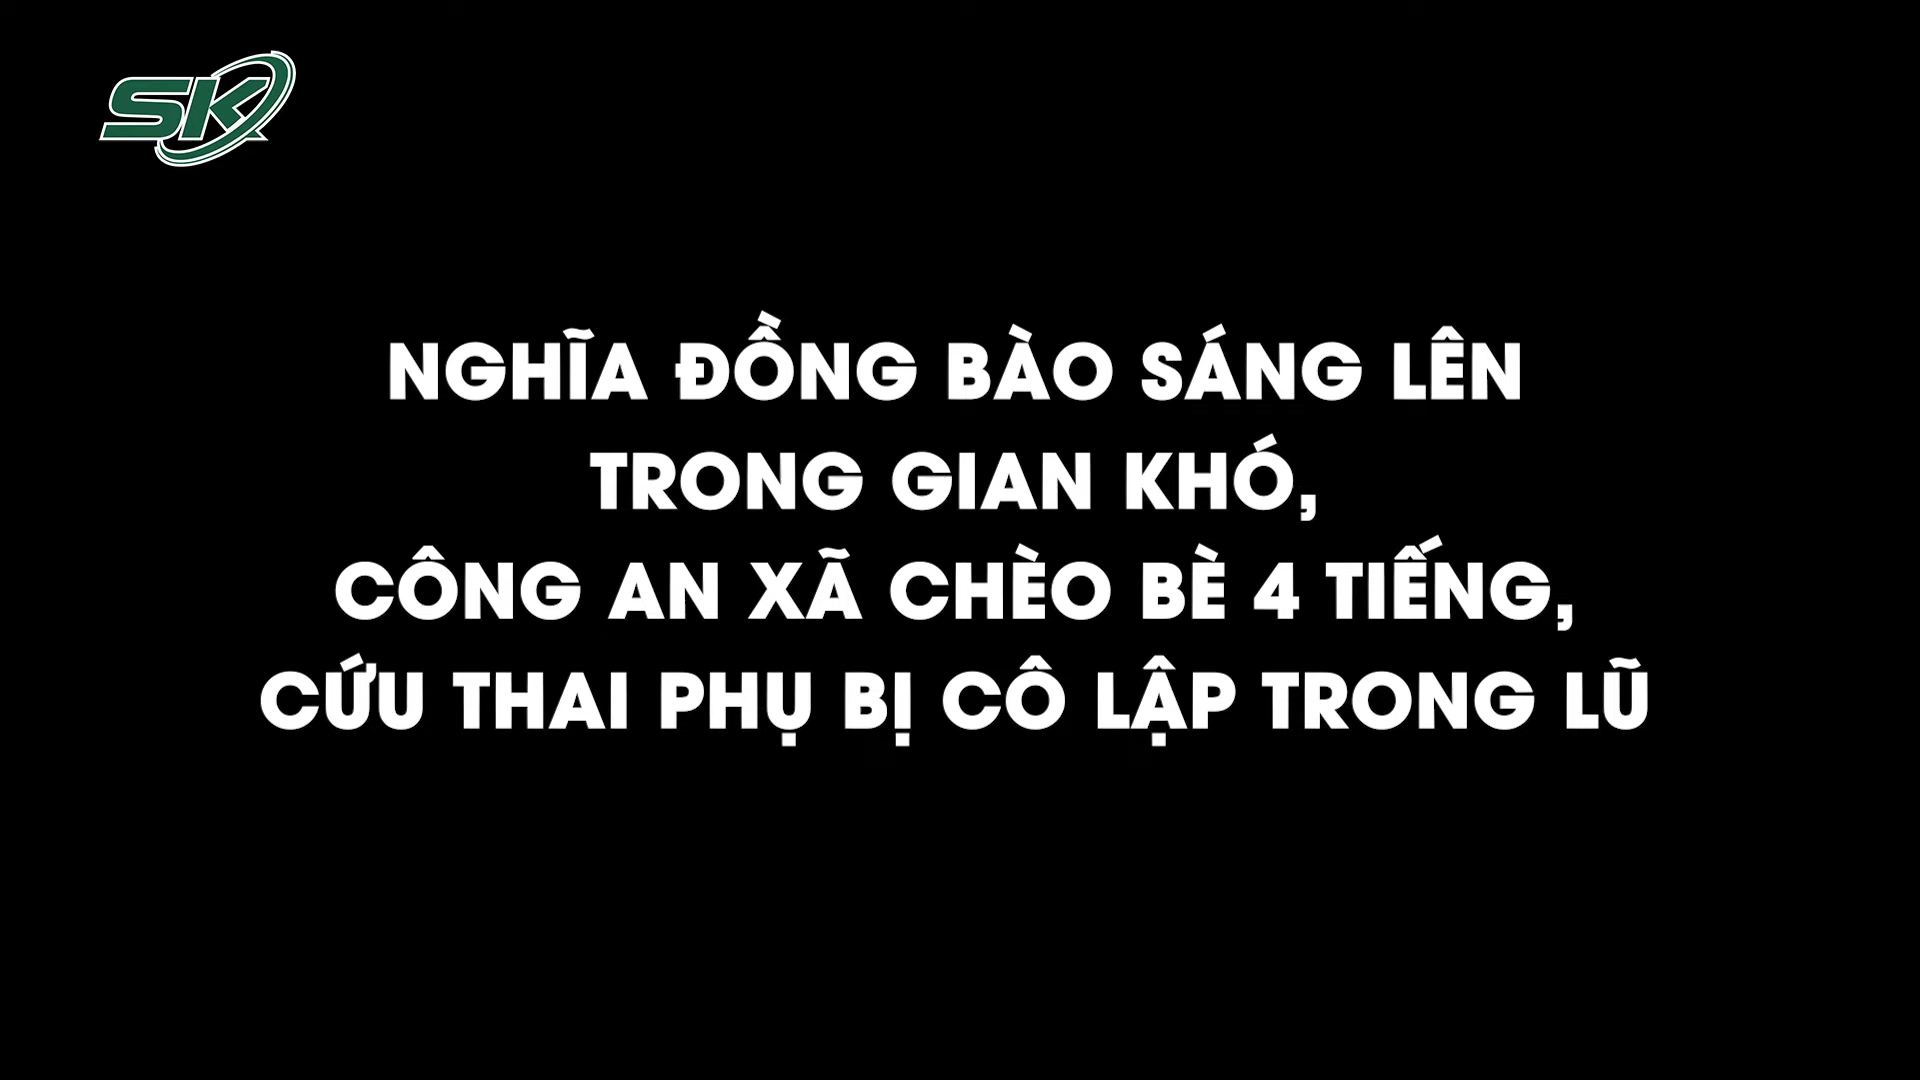 SK
NGHĨA ĐỒNG BÀO SÁNG LÊN
TRONG GIAN KHÓ,
CÔNG AN XÃ CHÈO BÈ 4 TIẾNG,
CỨU THAI PHỤ BỊ CÔ LẬP TRONG LŨ